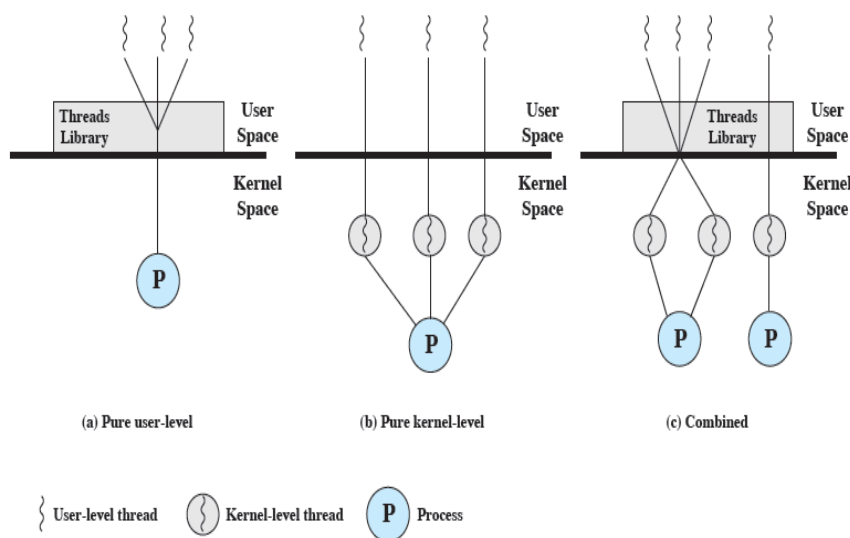 Threads
Library
User
Space
Kernel
Space
P
(a) Pure user-level
User
Space
Kernel
Space
P
(b) Pure kernel-level
Threads
Library
User
Space
Kernel
Space
P
P
(c) Combined
User-level thread
Kernel-level thread
P
Process